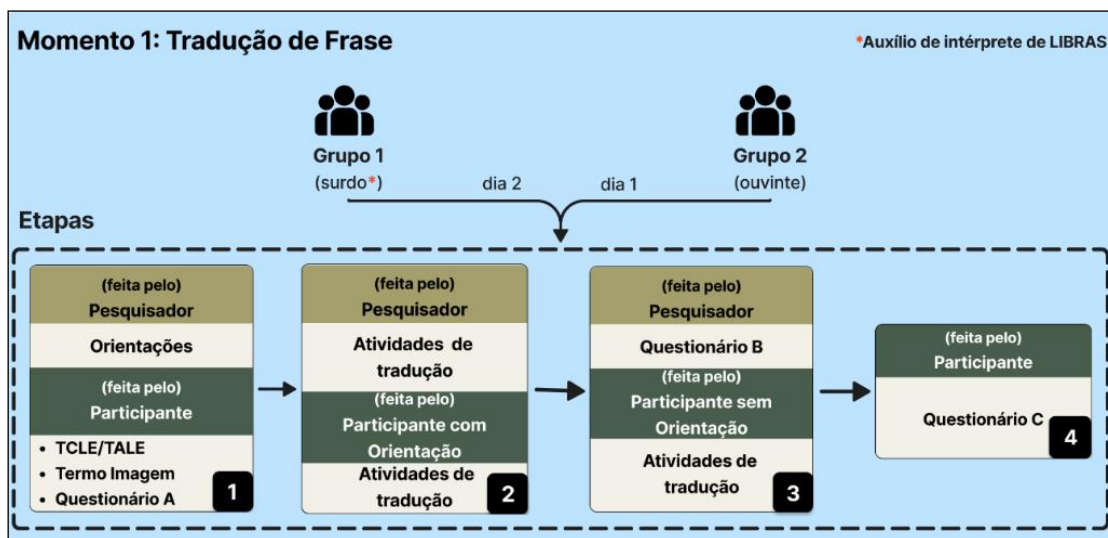 Momento 1: Tradução de Frase
*Auxílio de intérprete de LIBRAS
Grupo 1
(surdo*)
Grupo 2
(ouvinte)
dia 2
dia 1
Etapas
(feita pelo)
Pesquisador
Orientações
(feita pelo)
Participante
• TCLE/TALE
• Termo Imagem
• Questionário A
1
(feita pelo)
Pesquisador
Atividades de
tradução
(feita pelo)
Participante com
Orientação
Atividades de
tradução
2
(feita pelo)
Pesquisador
Questionário B
(feita pelo)
Participante sem
Orientação
Atividades de
tradução
3
(feita pelo)
Participante
Questionário C
4